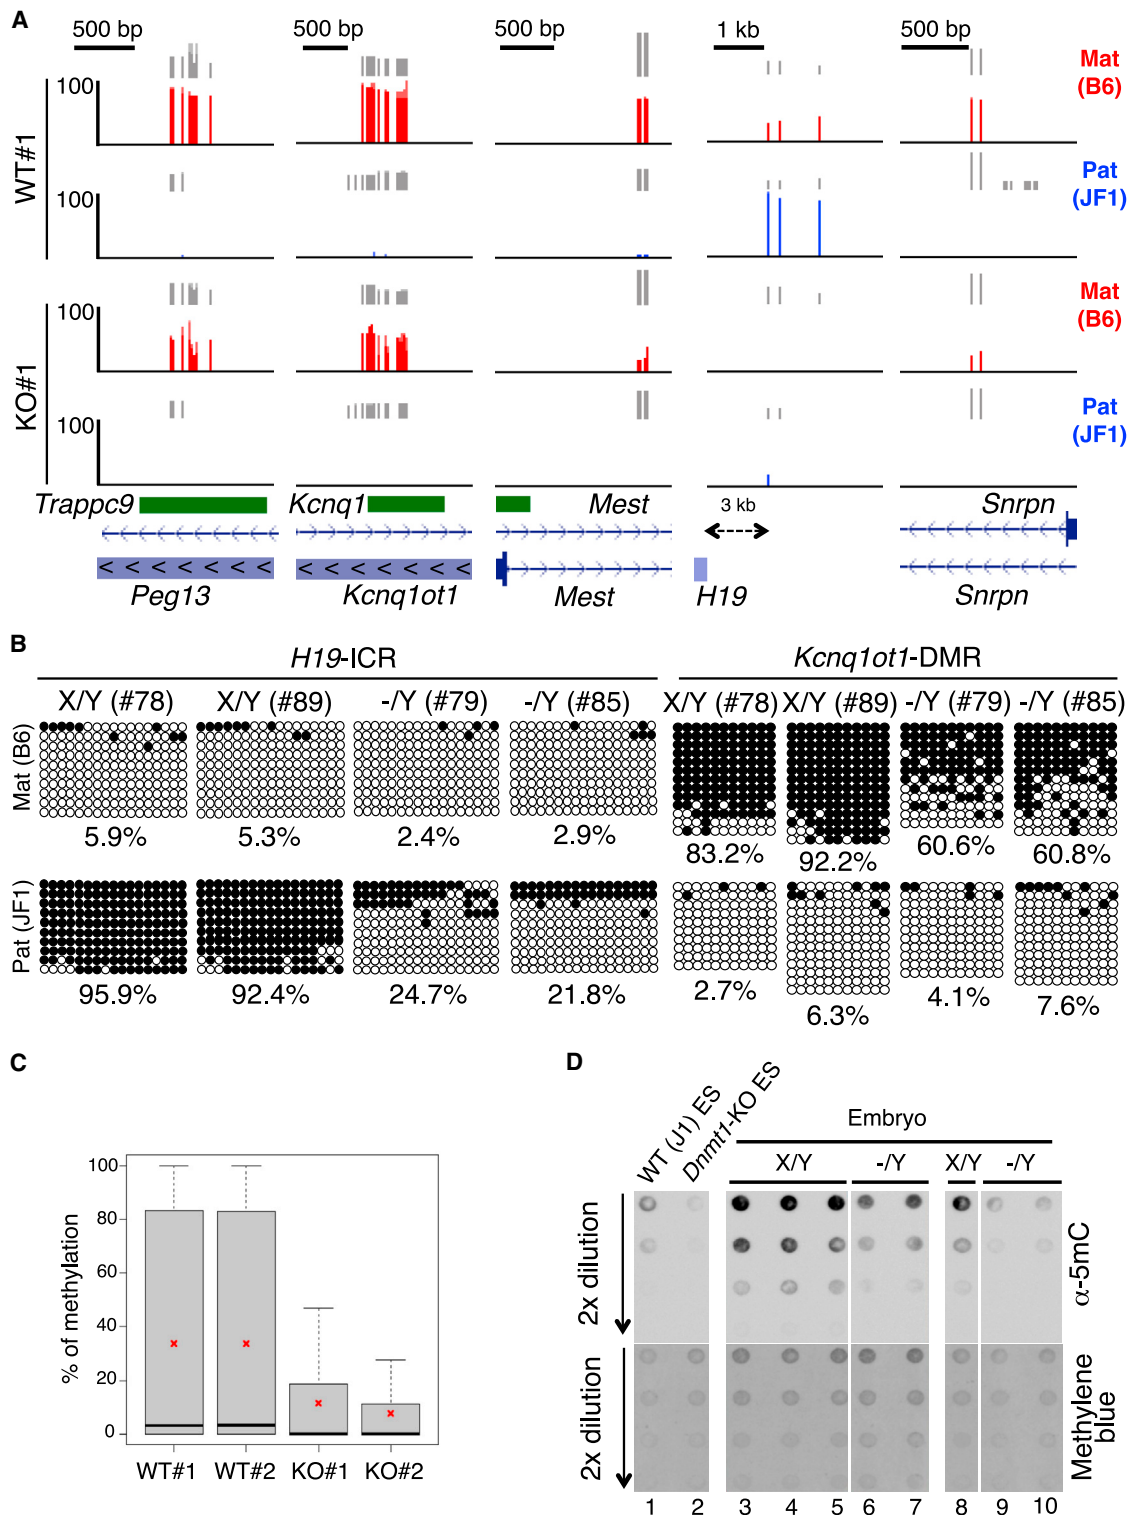 A
500 bp
500 bp
500 bp
1 kb
500 bp
WT#1
100
Mat
(B6)
100
Pat
(JF1)
KO#1
100
Mat
(B6)
100
Pat
(JF1)
Trappc9
Kcnq1
Mest
3 kb
Snrpn
Peg13
Kcnq1ot1
Mest
H19
Snrpn
B
H19-ICR
Kcnq1ot1-DMR
X/Y (#78)
X/Y (#89)
-/Y (#79)
-/Y (#85)
X/Y (#78)
X/Y (#89)
-/Y (#79)
-/Y (#85)
Mat (B6)
5.9%
5.3%
2.4%
2.9%
83.2%
92.2%
60.6%
60.8%
Pat (JF1)
95.9%
92.4%
24.7%
21.8%
2.7%
6.3%
4.1%
7.6%
C
% of methylation
100
80
60
40
20
0
WT#1
WT#2
KO#1
KO#2
D
WT (J1) ES
Dnmt1-KO ES
Embryo
X/Y
-/Y
X/Y
-/Y
2x dilution
α-5mC
2x dilution
Methylene
blue
1 2 3 4 5 6 7 8 9 10